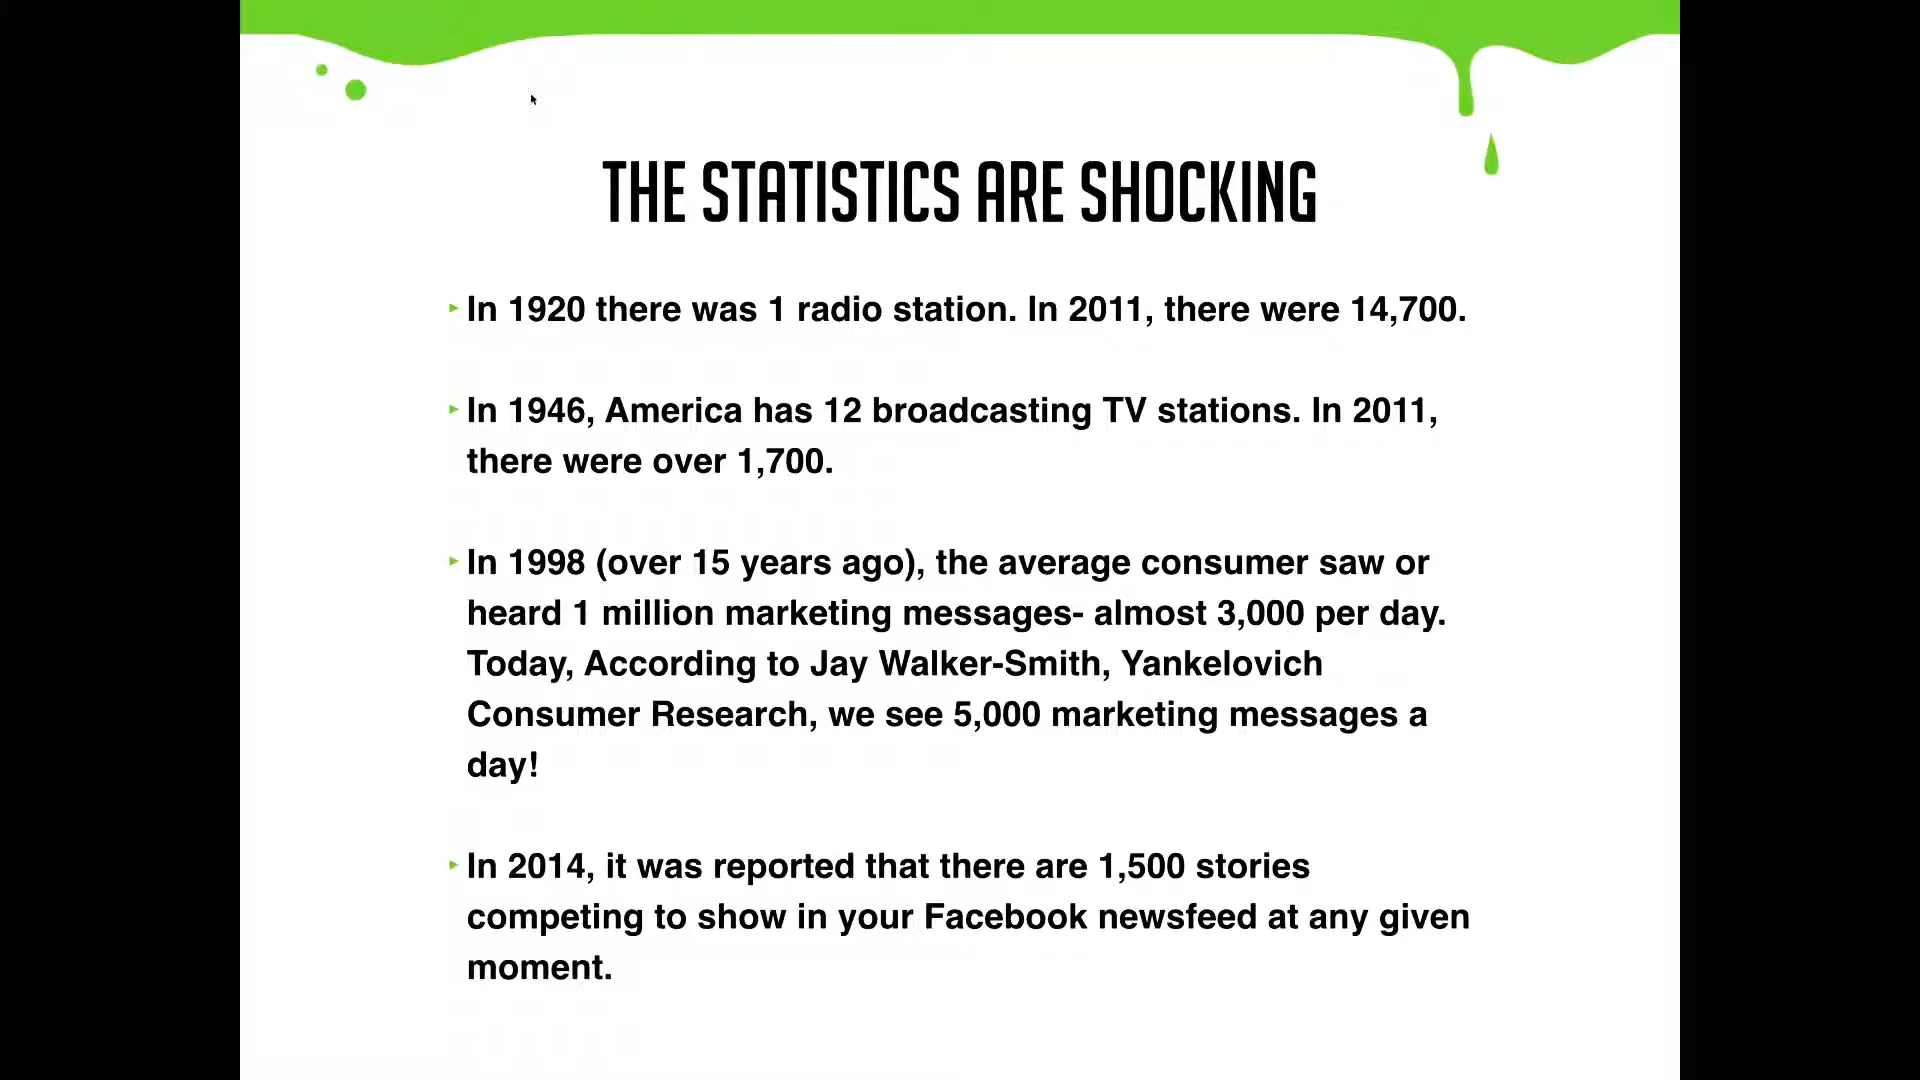 THE STATISTICS ARE SHOCKING
In 1920 there was 1 radio station. In 2011, there were 14,700.
In 1946, America has 12 broadcasting TV stations. In 2011,
there were over 1,700.
In 1998 (over 15 years ago), the average consumer saw or
heard 1 million marketing messages- almost 3,000 per day.
Today, According to Jay Walker-Smith, Yankelovich
Consumer Research, we see 5,000 marketing messages a
day!
In 2014, it was reported that there are 1,500 stories
competing to show in your Facebook newsfeed at any given
moment.